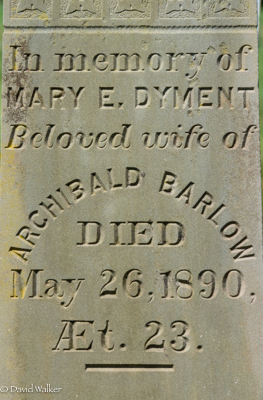 In memory of
MARY E. DYMENT
Beloved wife of
ARCHIBALD BARLOW
DIED
May 26, 1890,
Æt. 23.
©David Walker